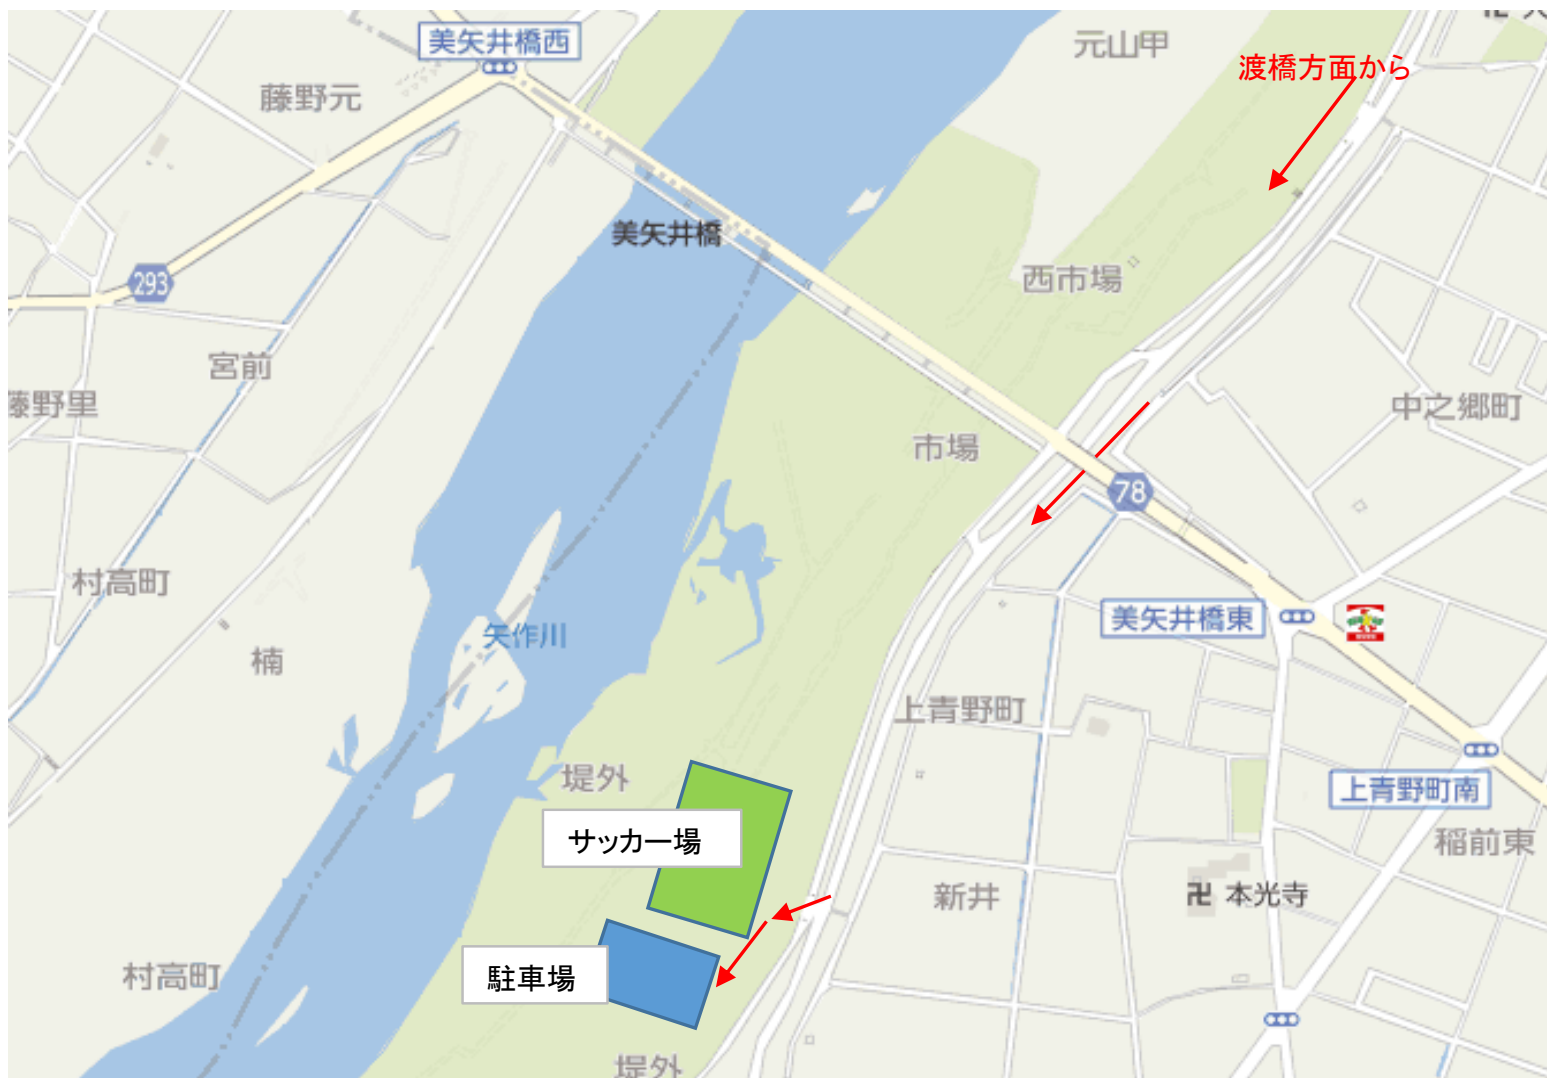 美矢井橋西
元山甲
渡橋方面から
藤野元
美矢井橋
西市場
293
宮前
藤野里
中之郷町
市場
78
村高町
美矢井橋東
矢作川
楠
上青野町
堤外
上青野町南
サッカー場
稲前東
新井
卍 本光寺
駐車場
村高町
堤外